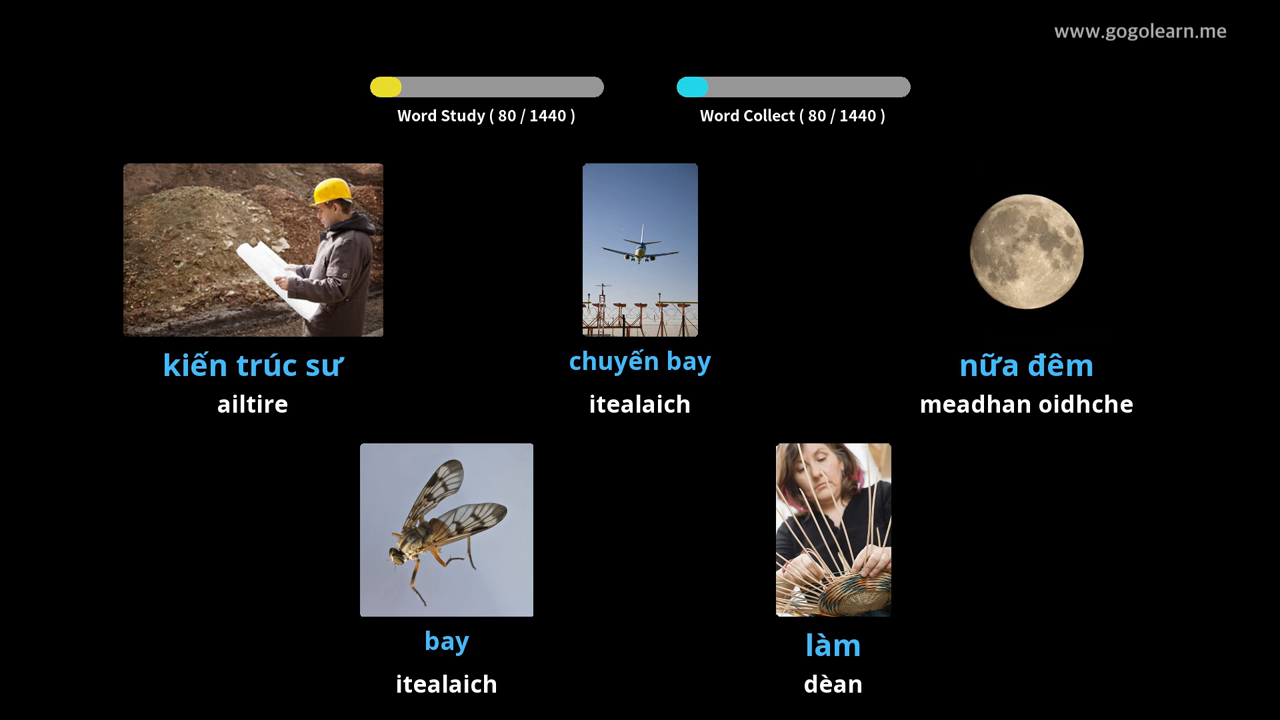 www.gogolearn.me
Word Study ( 80 / 1440 )
Word Collect ( 80 / 1440 )
kiến trúc sư
ailtire
chuyến bay
itealaich
nữa đêm
meadhan oidhche
bay
itealaich
làm
dèan